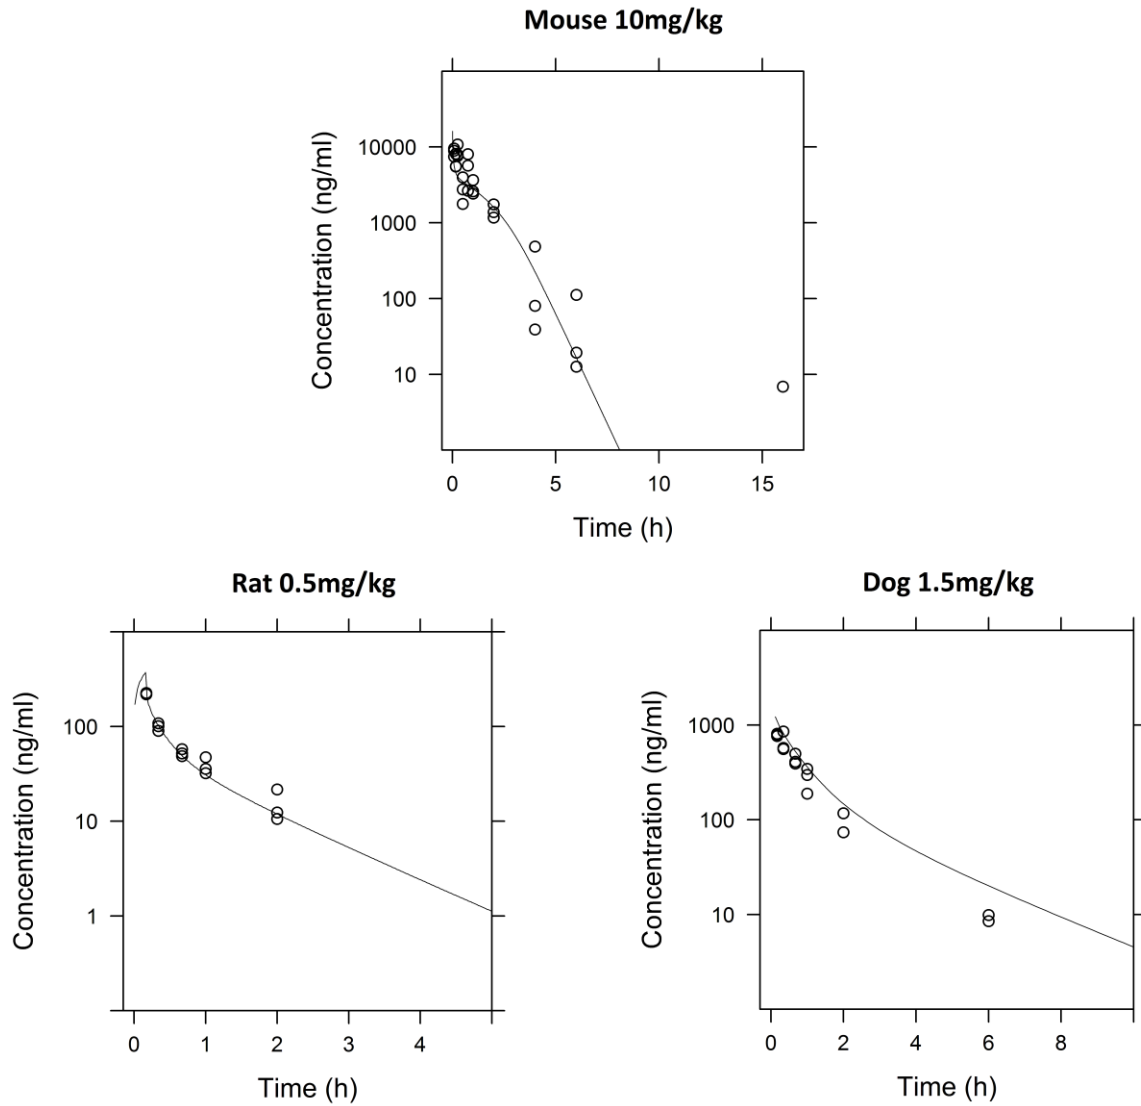 Mouse 10mg/kg
Concentration (ng/ml)
10000
1000
100
10
0 5 10 15
Time (h)
Rat 0.5mg/kg
Concentration (ng/ml)
100
10
1
0 1 2 3 4
Time (h)
Dog 1.5mg/kg
Concentration (ng/ml)
1000
100
10
0 2 4 6 8
Time (h)